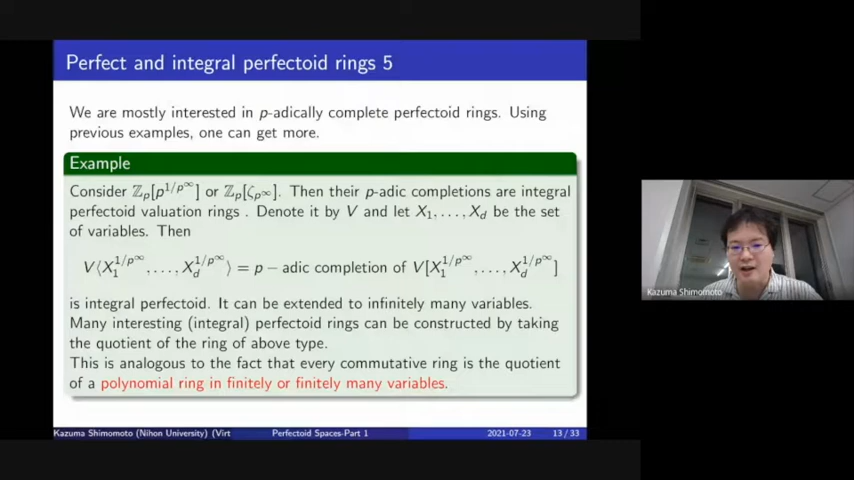 Perfect and integral perfectoid rings 5
We are mostly interested in p-adically complete perfectoid rings. Using
previous examples, one can get more.
Example
Consider ℤ_p[p^{1/p^∞}] or ℤ_p[ζ_{p^∞}]. Then their p-adic completions are integral
perfectoid valuation rings . Denote it by V and let X_1, . . . , X_d be the set
of variables. Then
V⟨X_1^{1/p^∞}, . . . , X_d^{1/p^∞}⟩ = p − adic completion of V[X_1^{1/p^∞}, . . . , X_d^{1/p^∞}]
is integral perfectoid. It can be extended to infinitely many variables.
Many interesting (integral) perfectoid rings can be constructed by taking
the quotient of the ring of above type.
This is analogous to the fact that every commutative ring is the quotient
of a polynomial ring in finitely or finitely many variables.
Kazuma Shimomoto (Nihon University) (Virt
Perfectoid Spaces-Part 1
2021-07-23
13 / 33
Kazuma Shimomoto